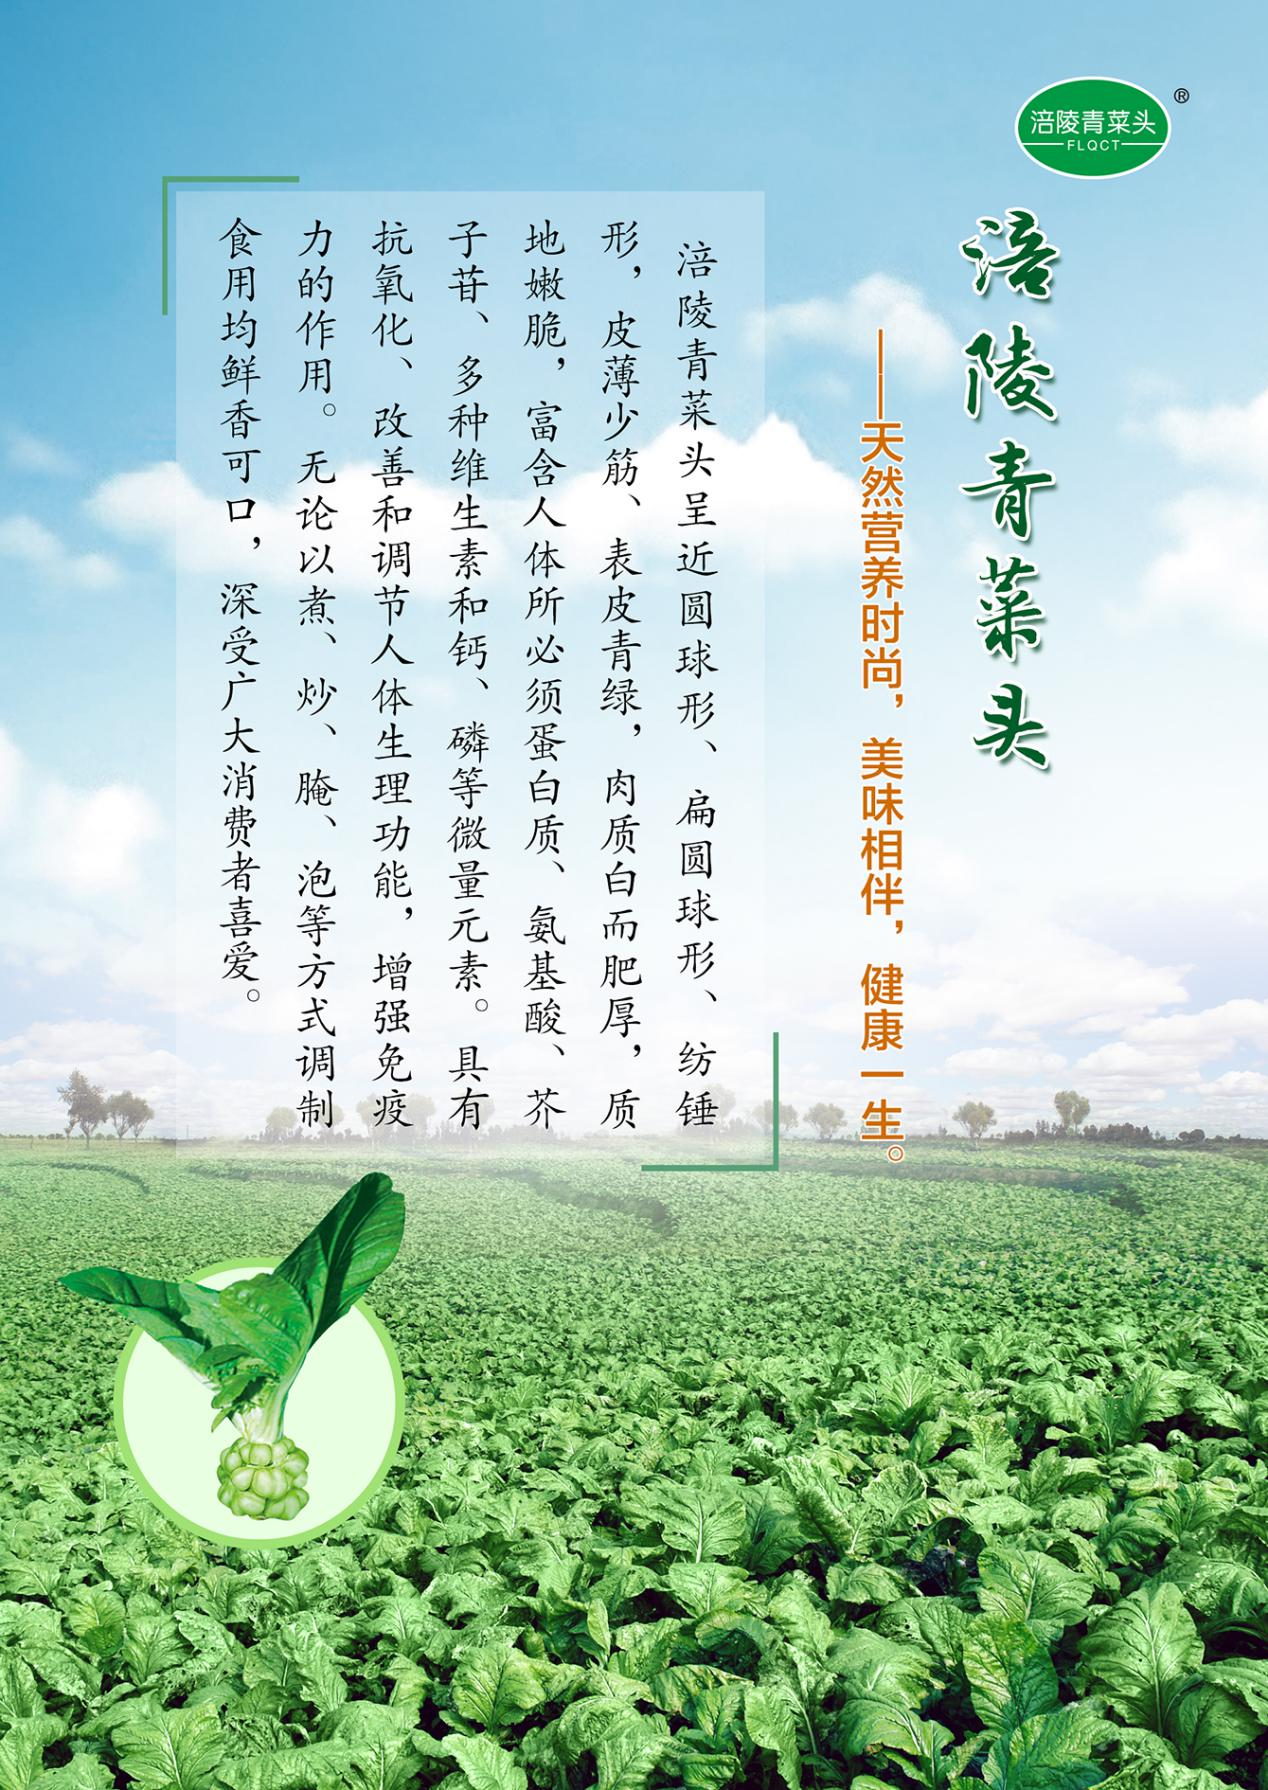 涪陵青菜头
FLQCT
®
涪陵青菜头
——天然营养时尚，美味相伴，健康一生。
涪陵青菜头呈近圆球形、扁圆球形、纺锤
形，皮薄少筋、表皮青绿，肉质白而肥厚，质
地嫩脆，富含人体所必须蛋白质、氨基酸、芥
子苷、多种维生素和钙、磷等微量元素。具有
抗氧化、改善和调节人体生理功能，增强免疫
力的作用。无论以煮、炒、腌、泡等方式调制
食用均鲜香可口，深受广大消费者喜爱。